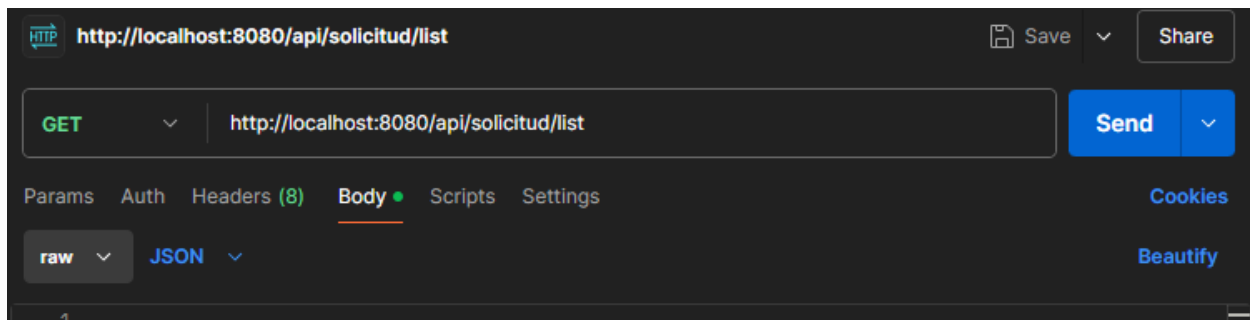 HTTP http://localhost:8080/api/solicitud/list Save Share
GET http://localhost:8080/api/solicitud/list Send
Params Auth Headers (8) Body Scripts Settings Cookies
raw JSON Beautify
1